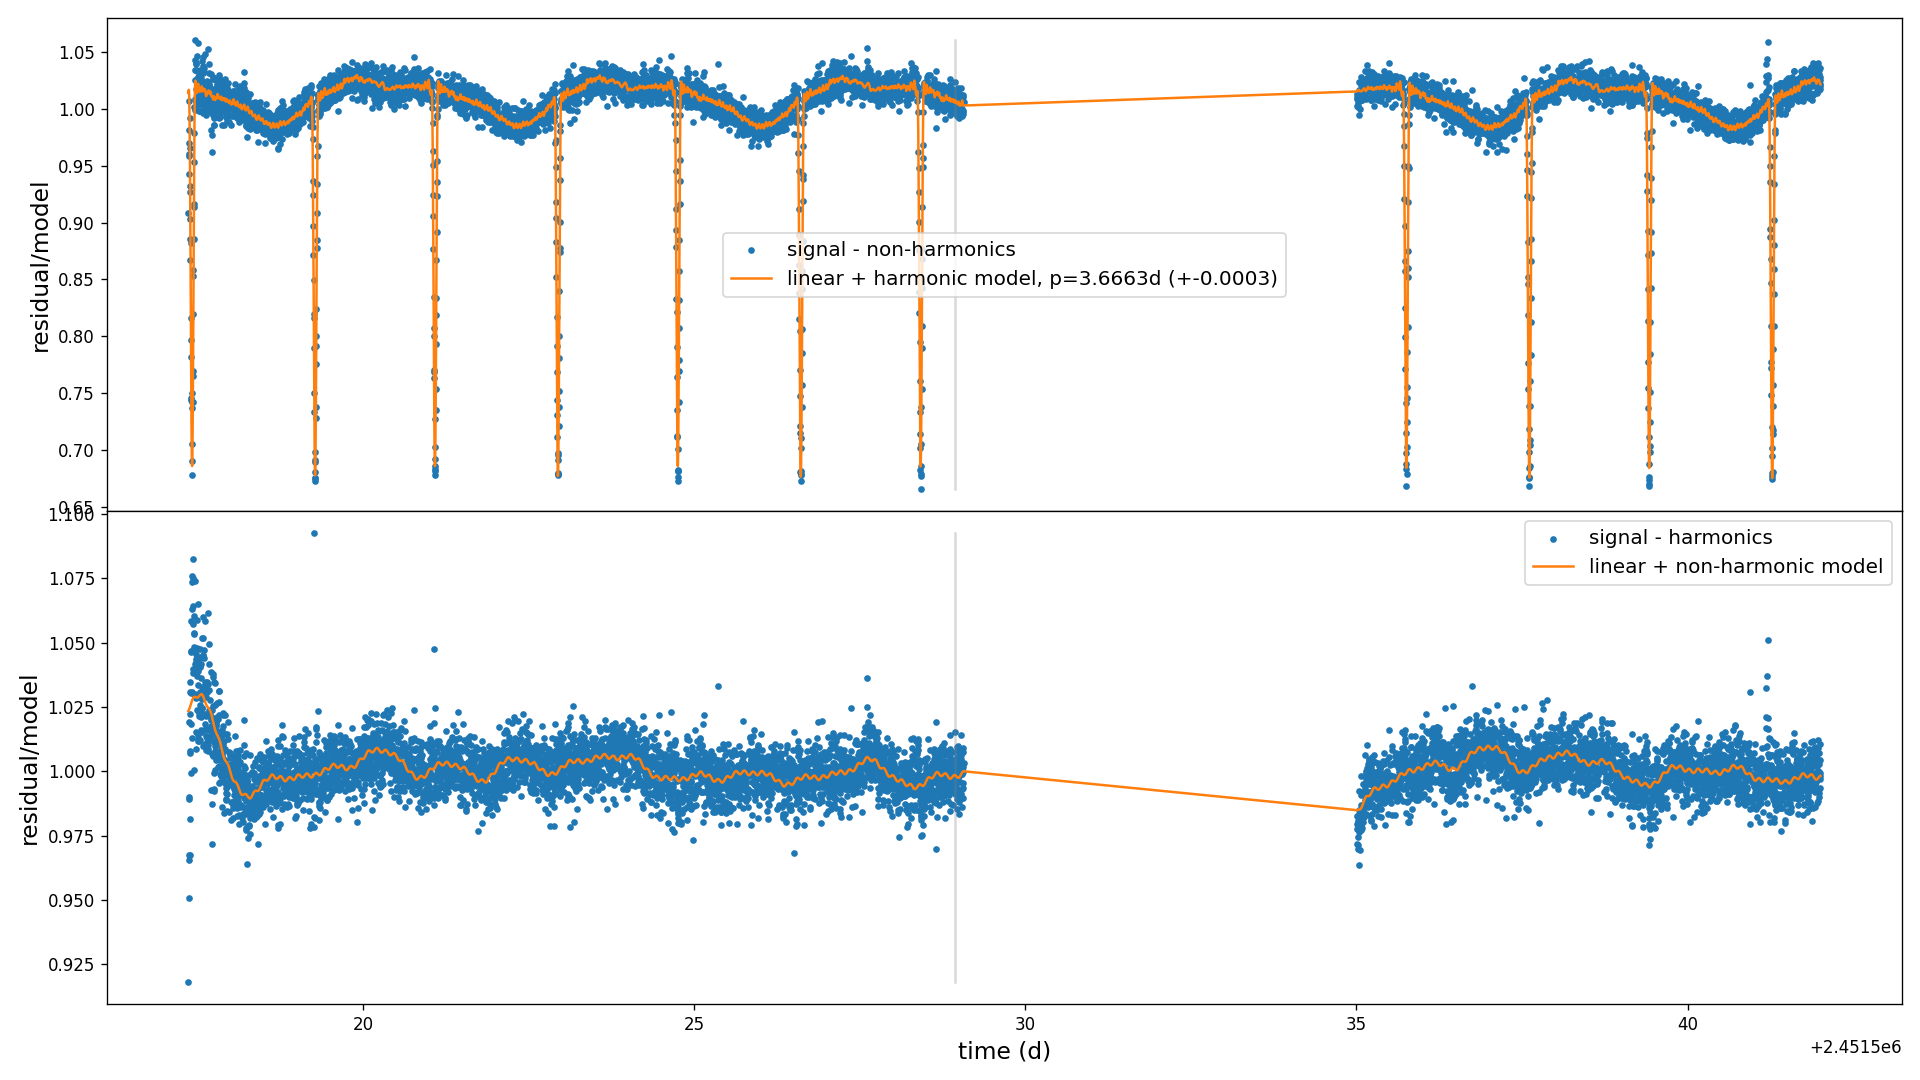 1.05
1.00
0.95
0.90
0.85
0.80
0.75
0.70
0.65
residual/model
signal - non-harmonics
linear + harmonic model, p=3.6663d (+-0.0003)
1.100
1.075
1.050
1.025
1.000
0.975
0.950
0.925
residual/model
signal - harmonics
linear + non-harmonic model
20
25
30
35
40
time (d)
+2.4515e6